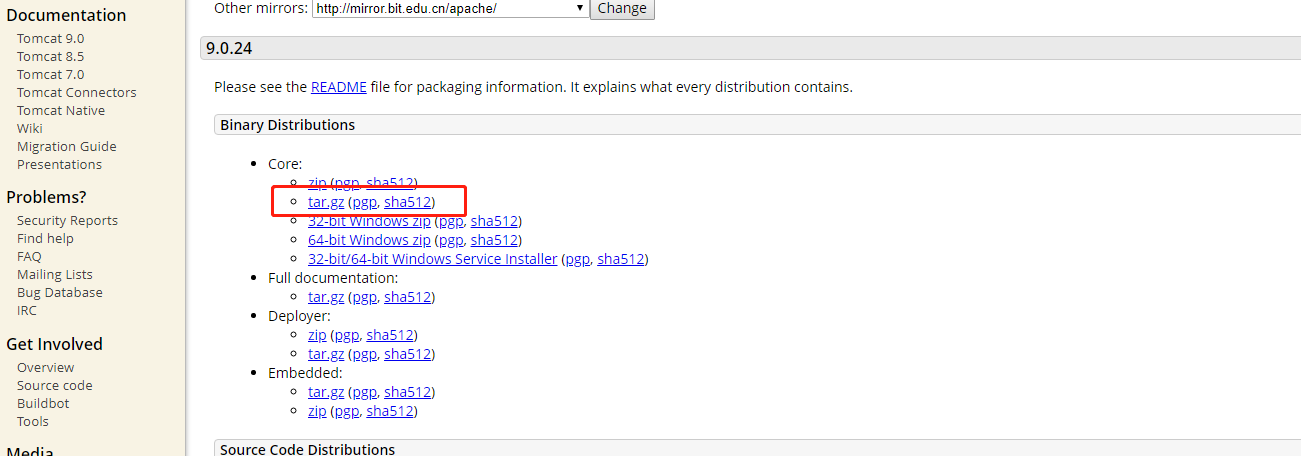 Documentation
Tomcat 9.0
Tomcat 8.5
Tomcat 7.0
Tomcat Connectors
Tomcat Native
Wiki
Migration Guide
Presentations
Problems?
Security Reports
Find help
FAQ
Mailing Lists
Bug Database
IRC
Get Involved
Overview
Source code
Buildbot
Tools
Media
Other mirrors: http://mirror.bit.edu.cn/apache/ Change
9.0.24
Please see the README file for packaging information. It explains what every distribution contains.
Binary Distributions
Core:
zip (pgp, sha512)
tar.gz (pgp, sha512)
32-bit Windows zip (pgp, sha512)
64-bit Windows zip (pgp, sha512)
32-bit/64-bit Windows Service Installer (pgp, sha512)
Full documentation:
tar.gz (pgp, sha512)
Deployer:
zip (pgp, sha512)
tar.gz (pgp, sha512)
Embedded:
tar.gz (pgp, sha512)
zip (pgp, sha512)
Source Code Distributions